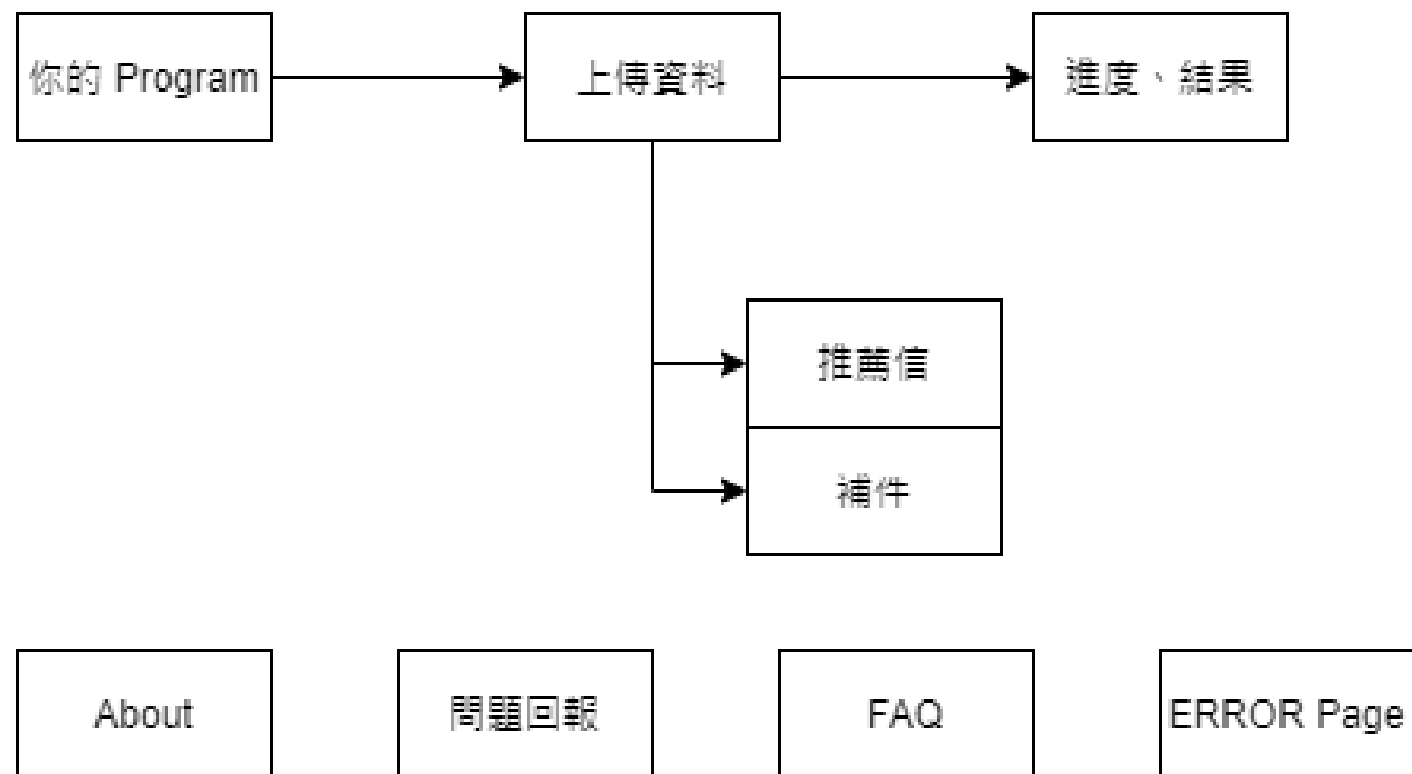 你的 Program
上傳資料
進度、結果
推薦信
補件
About
問題回報
FAQ
ERROR Page